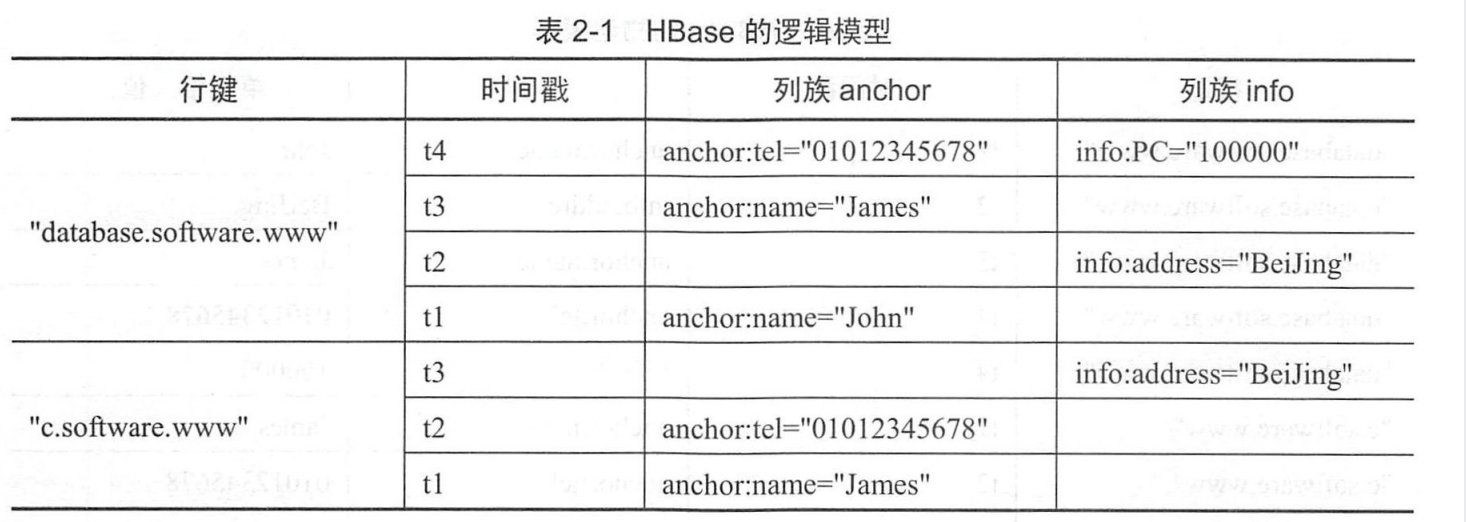 表 2-1 HBase 的逻辑模型
行键 时间戳 列族 anchor 列族 info
"database.software.www"
t4 anchor:tel="01012345678" info:PC="100000"
t3 anchor:name="James"
t2 info:address="BeiJing"
t1 anchor:name="John"
"c.software.www"
t3 info:address="BeiJing"
t2 anchor:tel="01012345678"
t1 anchor:name="James"